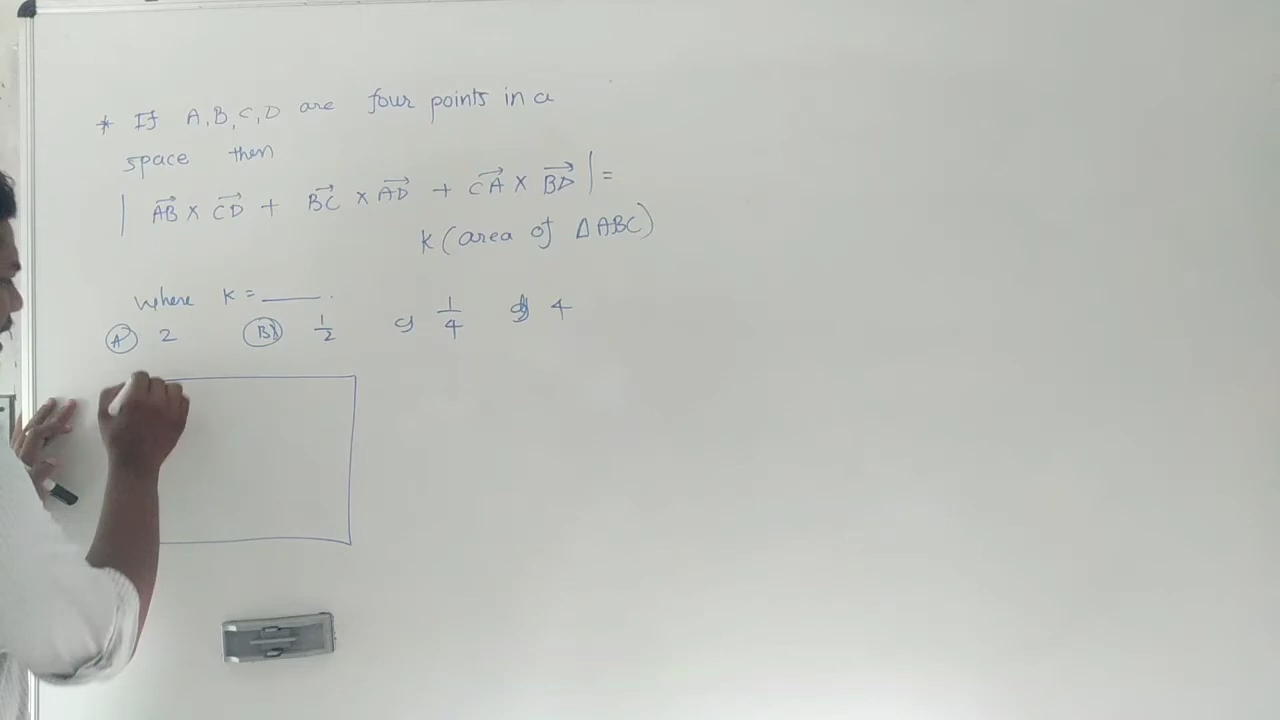 * If A,B,C,D are four points in a
space then
| AB⃗ × CD⃗ + BC⃗ × AD⃗ + CA⃗ × BD⃗ | =
K (area of △ABC)
where K = ____.
A 2 B) 1/2 c) 1/4 d) 4